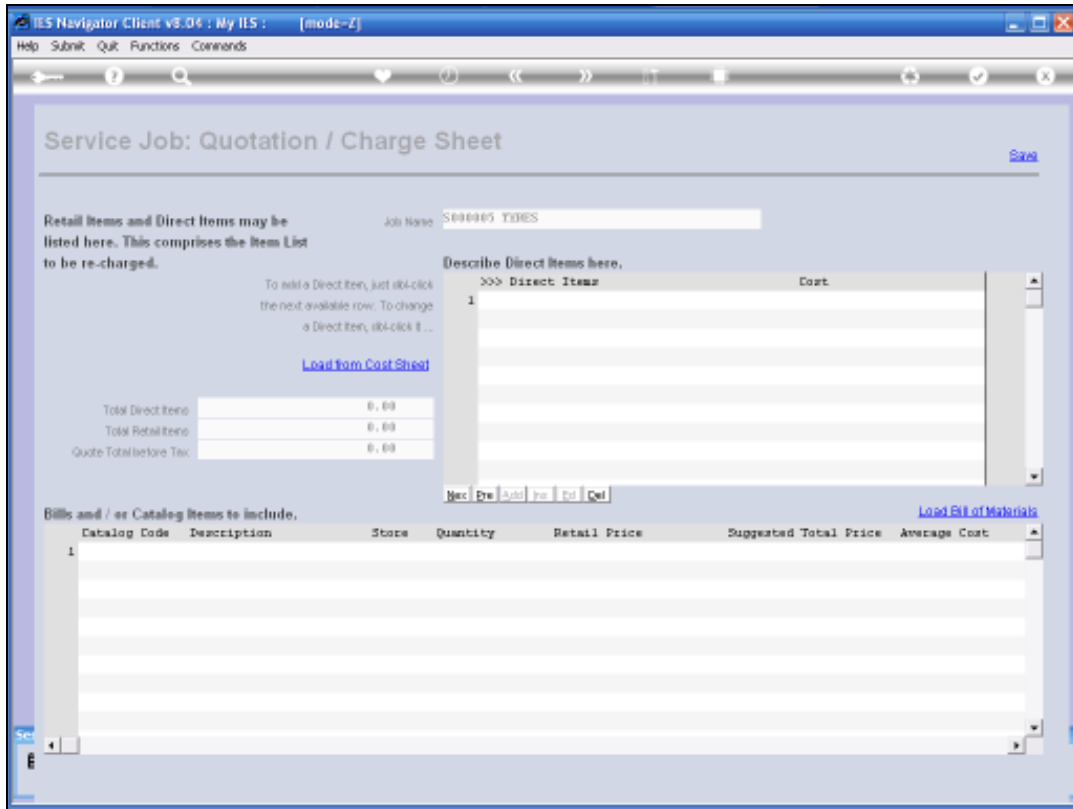 IES Navigator Client v8.04 : My IES : [mode=Z]
Help Submit Quit Functions Commands
Service Job: Quotation / Charge Sheet
Save
Retail Items and Direct Items may be
listed here. This comprises the Item List
to be re-charged.
Job Name S000005 TYRES
Describe Direct Items here.
To add a Direct Item, just dbl-click
the next available row. To change
a Direct Item, dbl-click it ...
>>> Direct Items Cost
1
Load from Cost Sheet
Total Direct Items 0.00
Total Retail Items 0.00
Quote Total before Tax 0.00
Nex Pre Add Ins Ed Del
Bills and / or Catalog Items to include.
Load Bill of Materials
Catalog Code Description Store Quantity Retail Price Suggested Total Price Average Cost
1